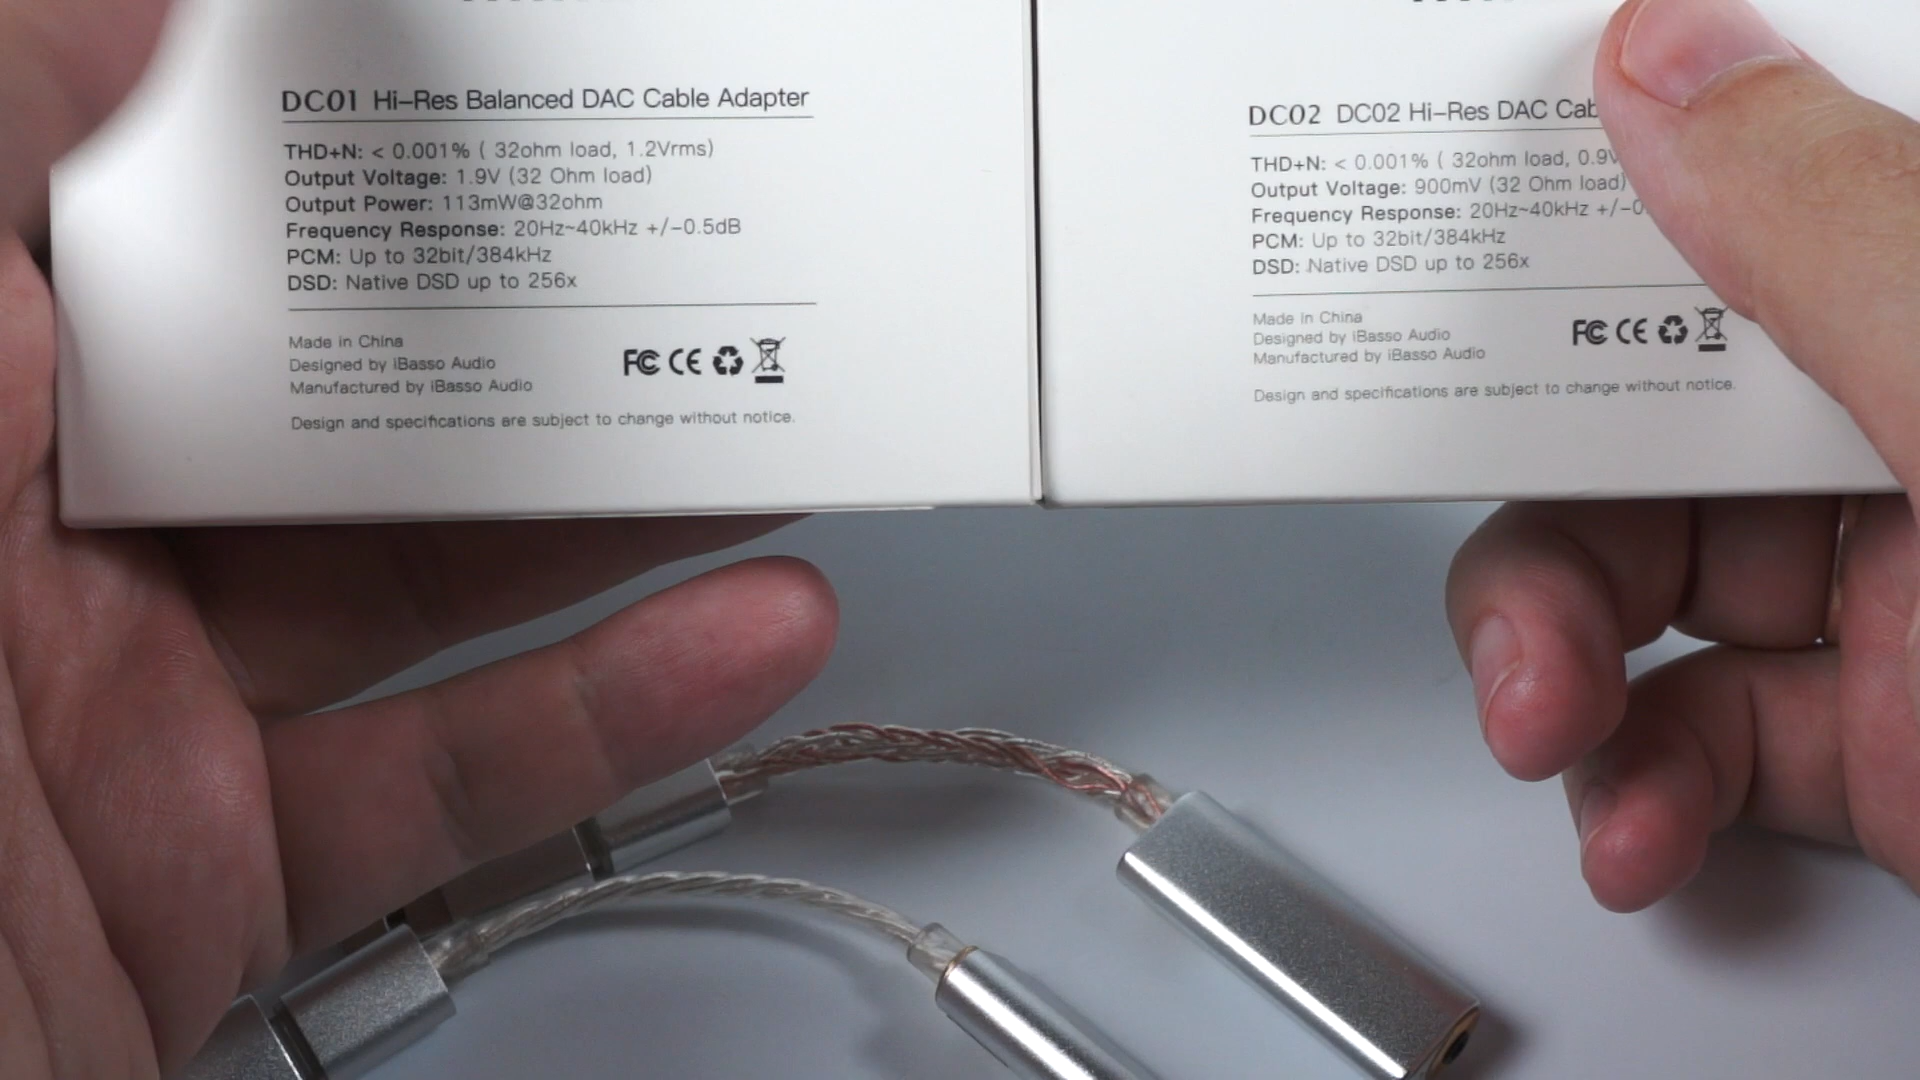 DC01 Hi-Res Balanced DAC Cable Adapter
THD+N: < 0.001% ( 32ohm load, 1.2Vrms)
Output Voltage: 1.9V (32 Ohm load)
Output Power: 113mW@32ohm
Frequency Response: 20Hz~40kHz +/-0.5dB
PCM: Up to 32bit/384kHz
DSD: Native DSD up to 256x
Made in China
Designed by iBasso Audio
Manufactured by iBasso Audio
FC CE
Design and specifications are subject to change without notice.
DC02 DC02 Hi-Res DAC
THD+N: < 0.001% ( 32ohm load,
Output Voltage: 900mV (32 Ohm load)
Frequency Response: 20Hz~40kHz
PCM: Up to 32bit/384kHz
DSD: Native DSD up to 256x
Made in China
Designed by iBasso Audio
Manufactured by iBasso Audio
FC CE
Design and specifications are subject to change without notice.